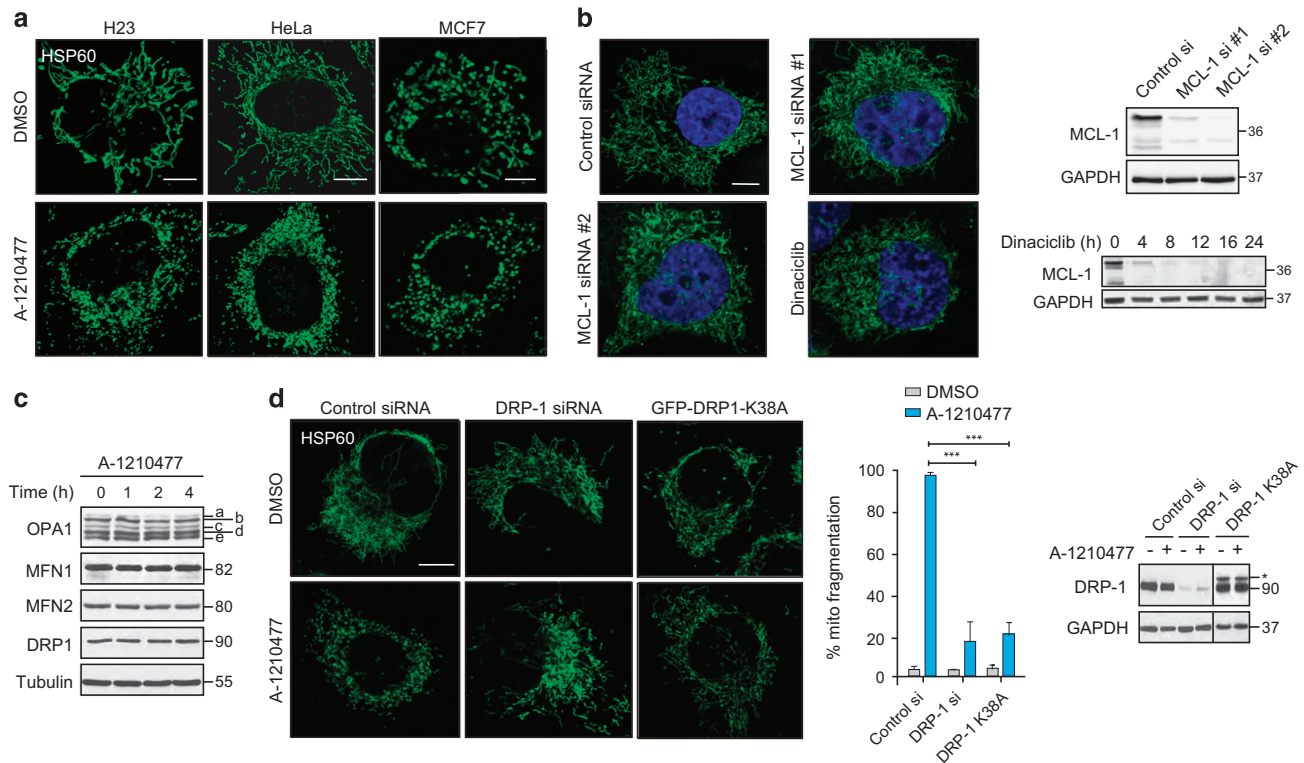 a
H23
HeLa
MCF7
HSP60
DMSO
A-1210477
b
Control siRNA
MCL-1 siRNA #1
MCL-1 siRNA #2
Dinaciclib
Control si
MCL-1 si #1
MCL-1 si #2
MCL-1
36
GAPDH
37
Dinaciclib (h) 0 4 8 12 16 24
MCL-1
36
GAPDH
37
c
A-1210477
Time (h) 0 1 2 4
OPA1
a
b
c
d
e
MFN1
82
MFN2
80
DRP1
90
Tubulin
55
d
Control siRNA
DRP-1 siRNA
GFP-DRP1-K38A
HSP60
DMSO
A-1210477
DMSO
A-1210477
***
***
% mito fragmentation
100
80
60
40
20
0
Control si
DRP-1 si
DRP-1 K38A
Control si
DRP-1 si
DRP-1 K38A
A-1210477 - + - + - +
DRP-1
*
90
GAPDH
37